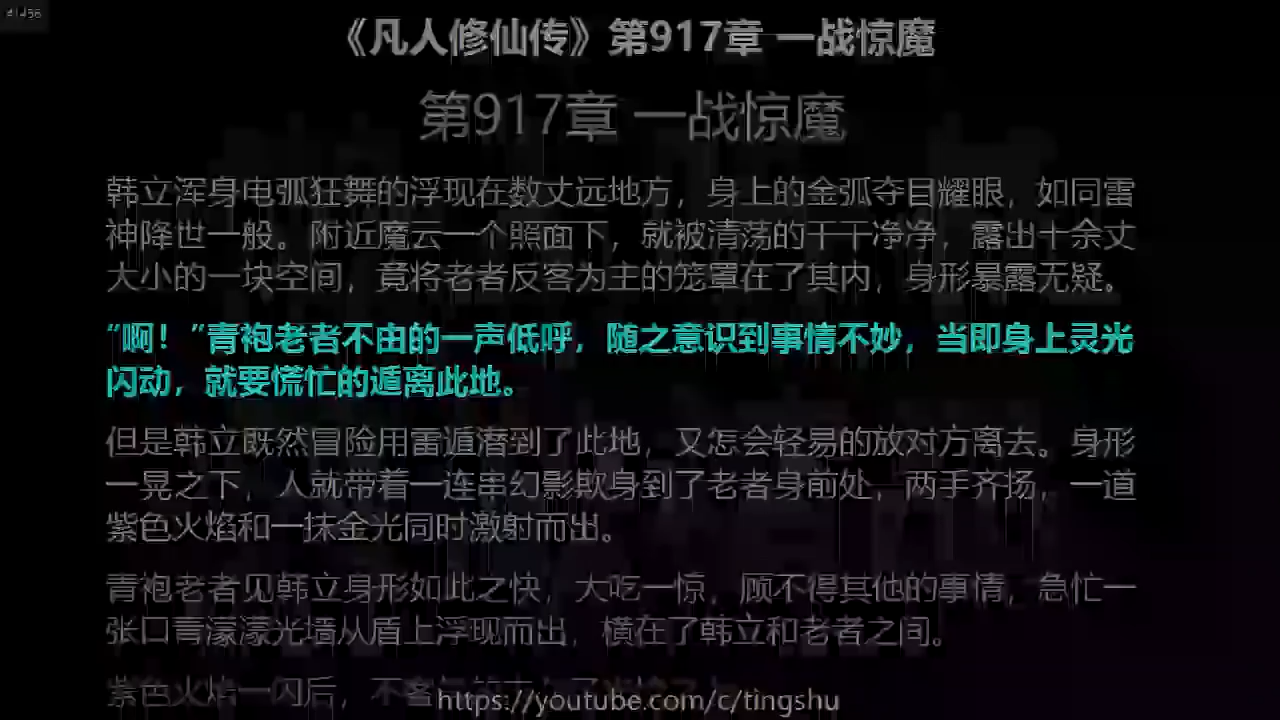 《凡人修仙传》第917章 一战惊魔
第917章 一战惊魔
韩立浑身电弧狂舞的浮现在数丈远地方，身上的金弧夺目耀眼，如同雷
神降世一般。附近魔云一个照面下，就被清荡的干干净净，露出十余丈
大小的一块空间，竟将老者反客为主的笼罩在了其内，身形暴露无疑。
“啊！”青袍老者不由的一声低呼，随之意识到事情不妙，当即身上灵光
闪动，就要慌忙的遁离此地。
但是韩立既然冒险用雷遁潜到了此地，又怎会轻易的放对方离去。身形
一晃之下，人就带着一连串幻影欺身到了老者身前处，两手齐扬，一道
紫色火焰和一抹金光同时激射而出。
青袍老者见韩立身形如此之快，大吃一惊，顾不得其他的事情，急忙一
张口青濛濛光墙从盾上浮现而出，横在了韩立和老者之间。
紫色火焰一闪后，不客
https://youtube.com/c/tingshu